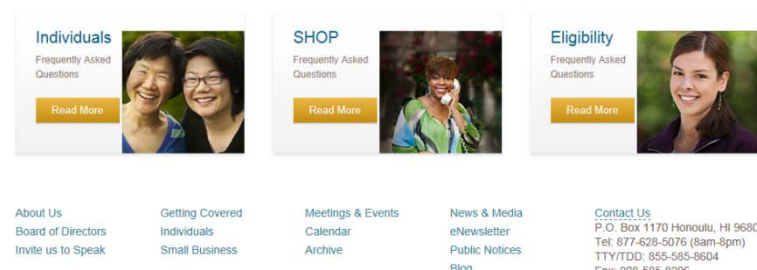 Individuals
Frequently Asked
Questions
Read More
SHOP
Frequently Asked
Questions
Read More
Eligibility
Frequently Asked
Questions
Read More
About Us
Board of Directors
Invite us to Speak
Getting Covered
Individuals
Small Business
Meetings & Events
Calendar
Archive
News & Media
eNewsletter
Public Notices
Blog
Contact Us
P.O. Box 1170 Honoulu, HI 9680
Tel: 877-628-5076 (8am-8pm)
TTY/TDD: 855-585-8604